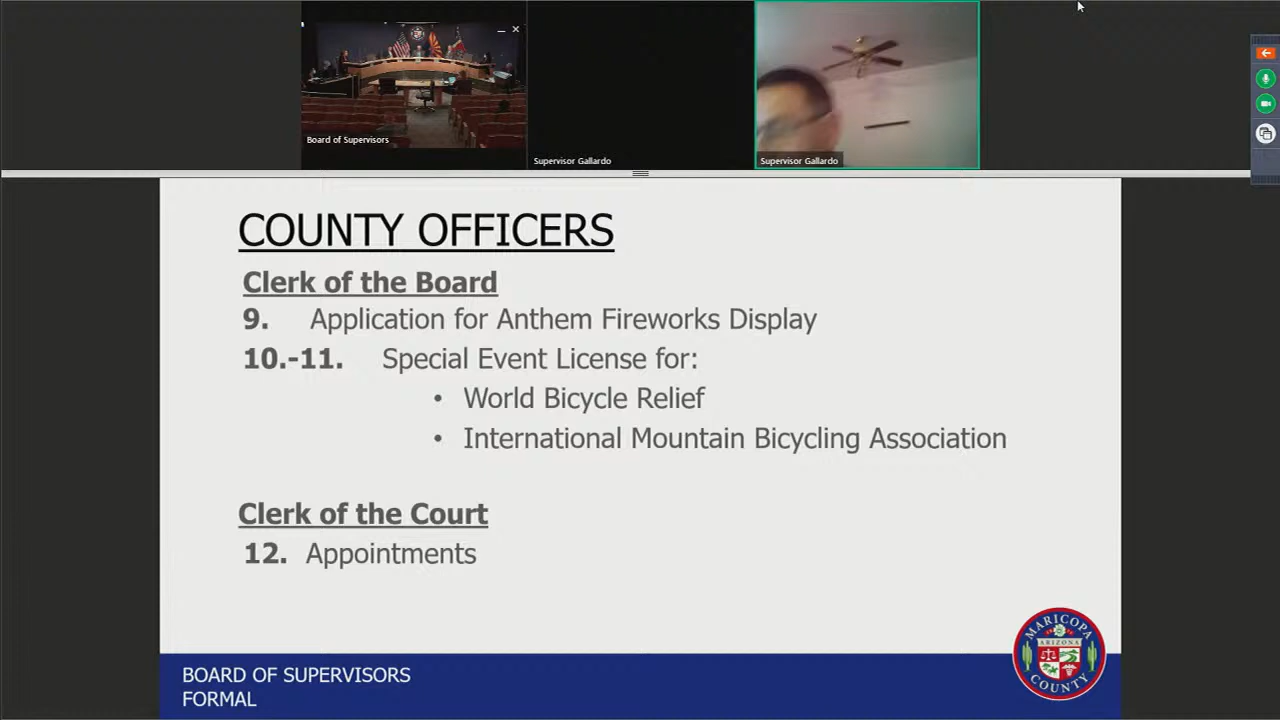 Board of Supervisors
Supervisor Gallardo
Supervisor Gallardo
COUNTY OFFICERS
Clerk of the Board
9. Application for Anthem Fireworks Display
10.-11. Special Event License for:
• World Bicycle Relief
• International Mountain Bicycling Association
Clerk of the Court
12. Appointments
BOARD OF SUPERVISORS
FORMAL
MARICOPA
ARIZONA
COUNTY